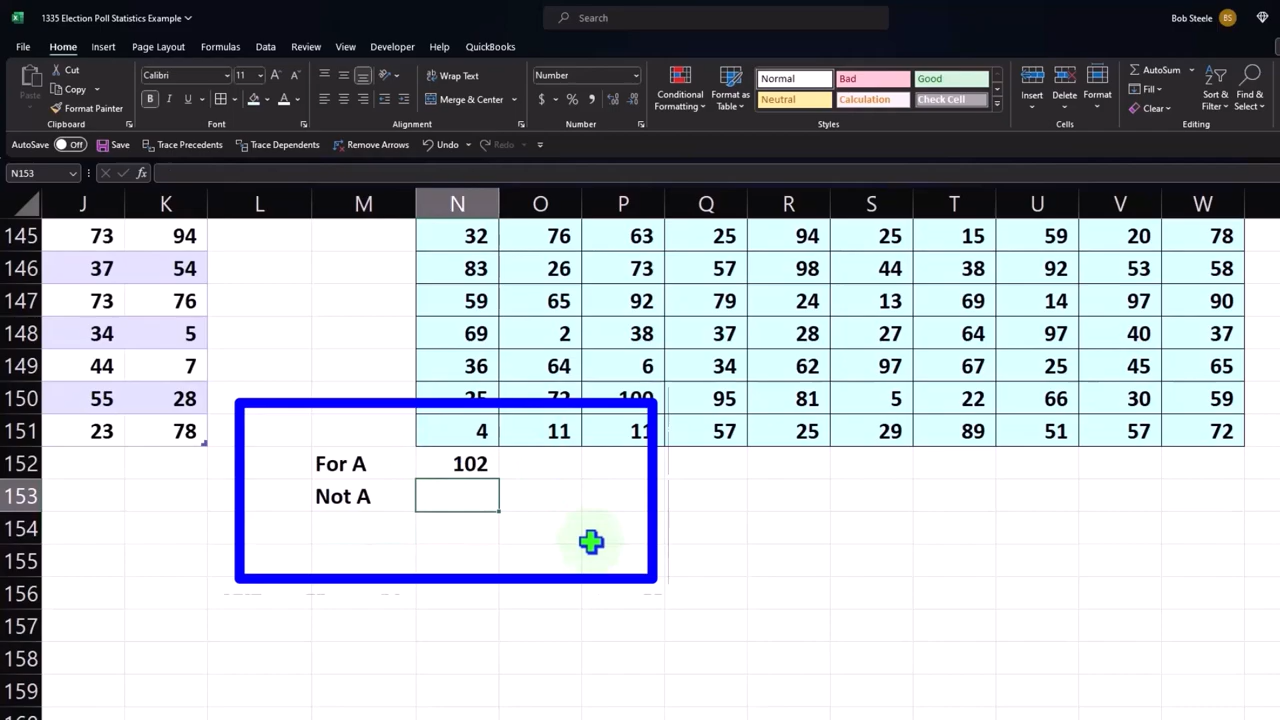 1335 Election Poll Statistics Example
Search
Bob Steele BS
File Home Insert Page Layout Formulas Data Review View Developer Help QuickBooks
Paste Cut Copy Format Painter Clipboard
Calibri 11 A A B I U A Font
ab Wrap Text Merge & Center Alignment
Number $ % , Number
Conditional Formatting Format as Table
Normal Bad Good
Neutral Calculation Check Cell
Styles
Insert Delete Format Cells
AutoSum Fill Clear Sort & Filter Find & Select Editing
AutoSave Off Save Trace Precedents Trace Dependents Remove Arrows Undo Redo
N153 fx
J K L M N O P Q R S T U V W
145 73 94 32 76 63 25 94 25 15 59 20 78
146 37 54 83 26 73 57 98 44 38 92 53 58
147 73 76 59 65 92 79 24 13 69 14 97 90
148 34 5 69 2 38 37 28 27 64 97 40 37
149 44 7 36 64 6 34 62 97 67 25 45 65
150 55 28 25 72 100 95 81 5 22 66 30 59
151 23 78 4 11 11 57 25 29 89 51 57 72
152 For A 102
153 Not A
154
155
156
157
158
159